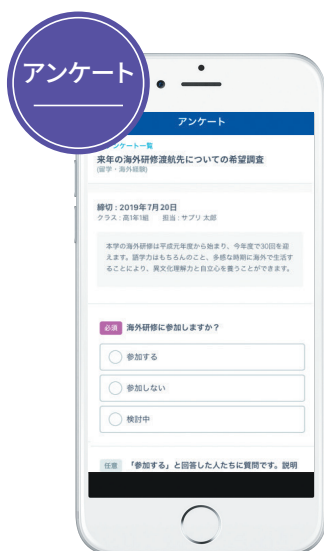 アンケート
アンケート
ンケート一覧
来年の海外研修渡航先についての希望調査
(留学・海外経験)
締切：2019年7月20日
クラス：高1年1組　担当：サプリ 太郎
本学の海外研修は平成元年度から始まり、今年度で30回を迎
えます。語学力はもちろんのこと、多感な時期に海外で生活す
ることにより、異文化理解力と自立心を養うことができます。
必須 海外研修に参加しますか？
参加する
参加しない
検討中
任意 「参加する」と回答した人たちに質問です。説明